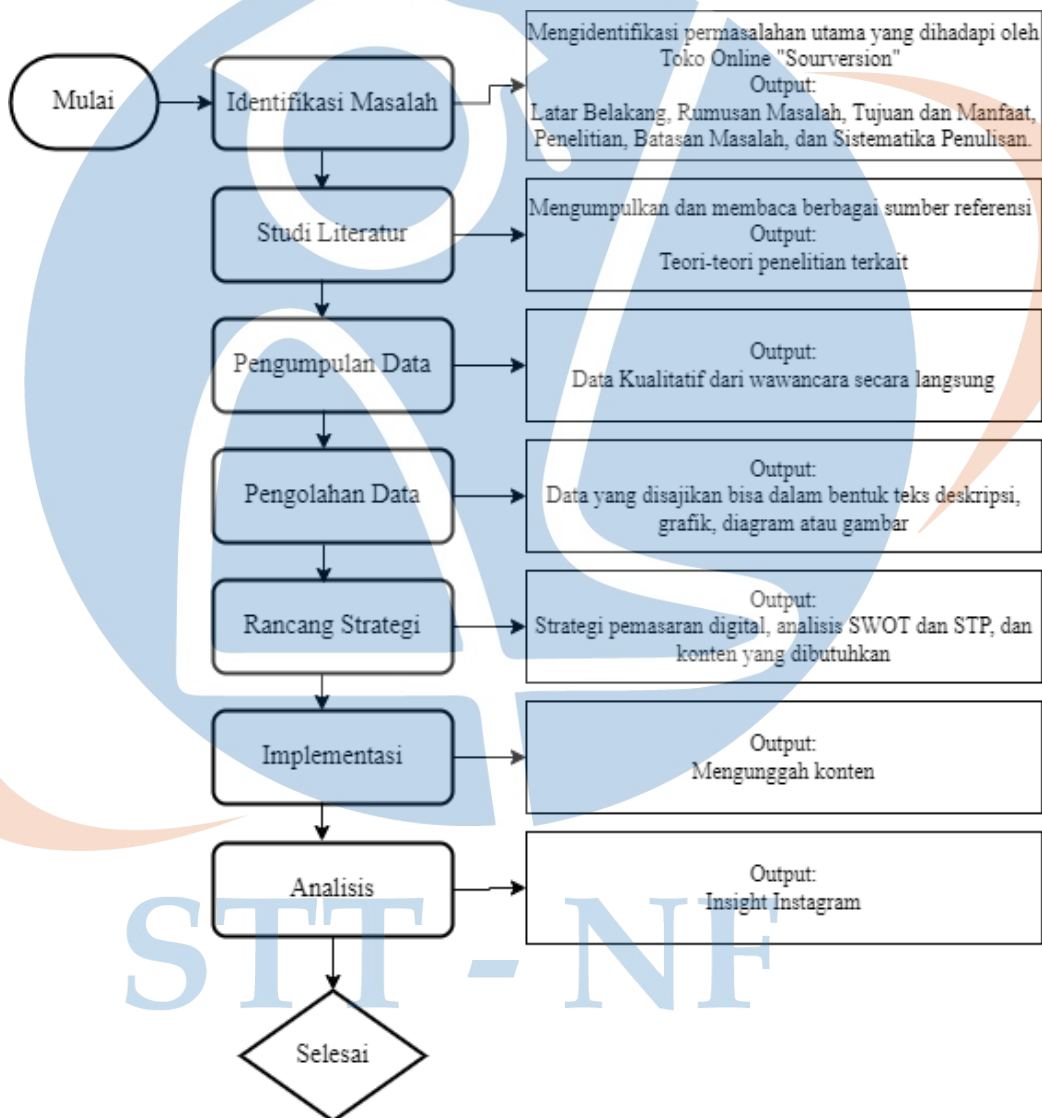 Mulai
Identifikasi Masalah
Mengidentifikasi permasalahan utama yang dihadapi oleh
Toko Online "Sourversion"
Output:
Latar Belakang, Rumusan Masalah, Tujuan dan Manfaat,
Penelitian, Batasan Masalah, dan Sistematika Penulisan.
Studi Literatur
Mengumpulkan dan membaca berbagai sumber referensi
Output:
Teori-teori penelitian terkait
Pengumpulan Data
Output:
Data Kualitatif dari wawancara secara langsung
Pengolahan Data
Output:
Data yang disajikan bisa dalam bentuk teks deskripsi,
grafik, diagram atau gambar
Rancang Strategi
Output:
Strategi pemasaran digital, analisis SWOT dan STP, dan
konten yang dibutuhkan
Implementasi
Output:
Mengunggah konten
Analisis
Output:
Insight Instagram
STT - NF
Selesai